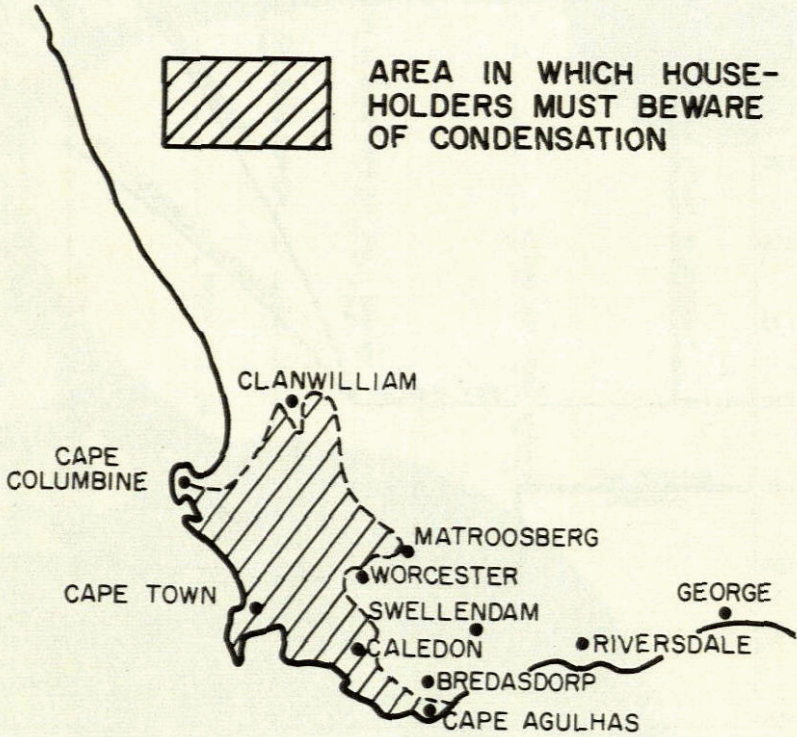 AREA IN WHICH HOUSE-
HOLDERS MUST BEWARE
OF CONDENSATION
CLANWILLIAM
CAPE
COLUMBINE
MATROOSBERG
WORCESTER
CAPE TOWN
SWELLENDAM
GEORGE
CALEDON
RIVERSDALE
BREDASDORP
CAPE AGULHAS